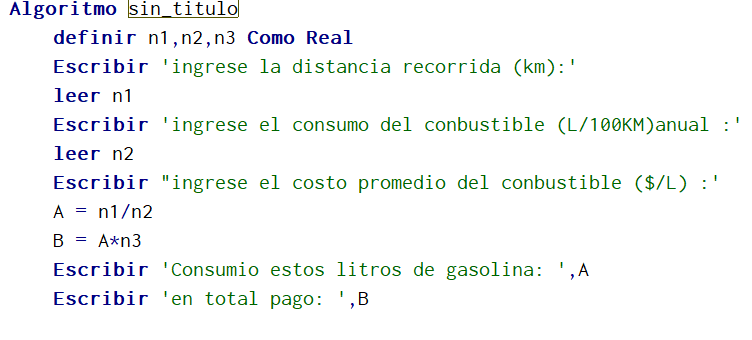 Algoritmo sin_titulo
definir n1,n2,n3 Como Real
Escribir 'ingrese la distancia recorrida (km):'
leer n1
Escribir 'ingrese el consumo del conbustible (L/100KM)anual :'
leer n2
Escribir "ingrese el costo promedio del conbustible ($/L) :'
A = n1/n2
B = A*n3
Escribir 'Consumio estos litros de gasolina: ',A
Escribir 'en total pago: ',B